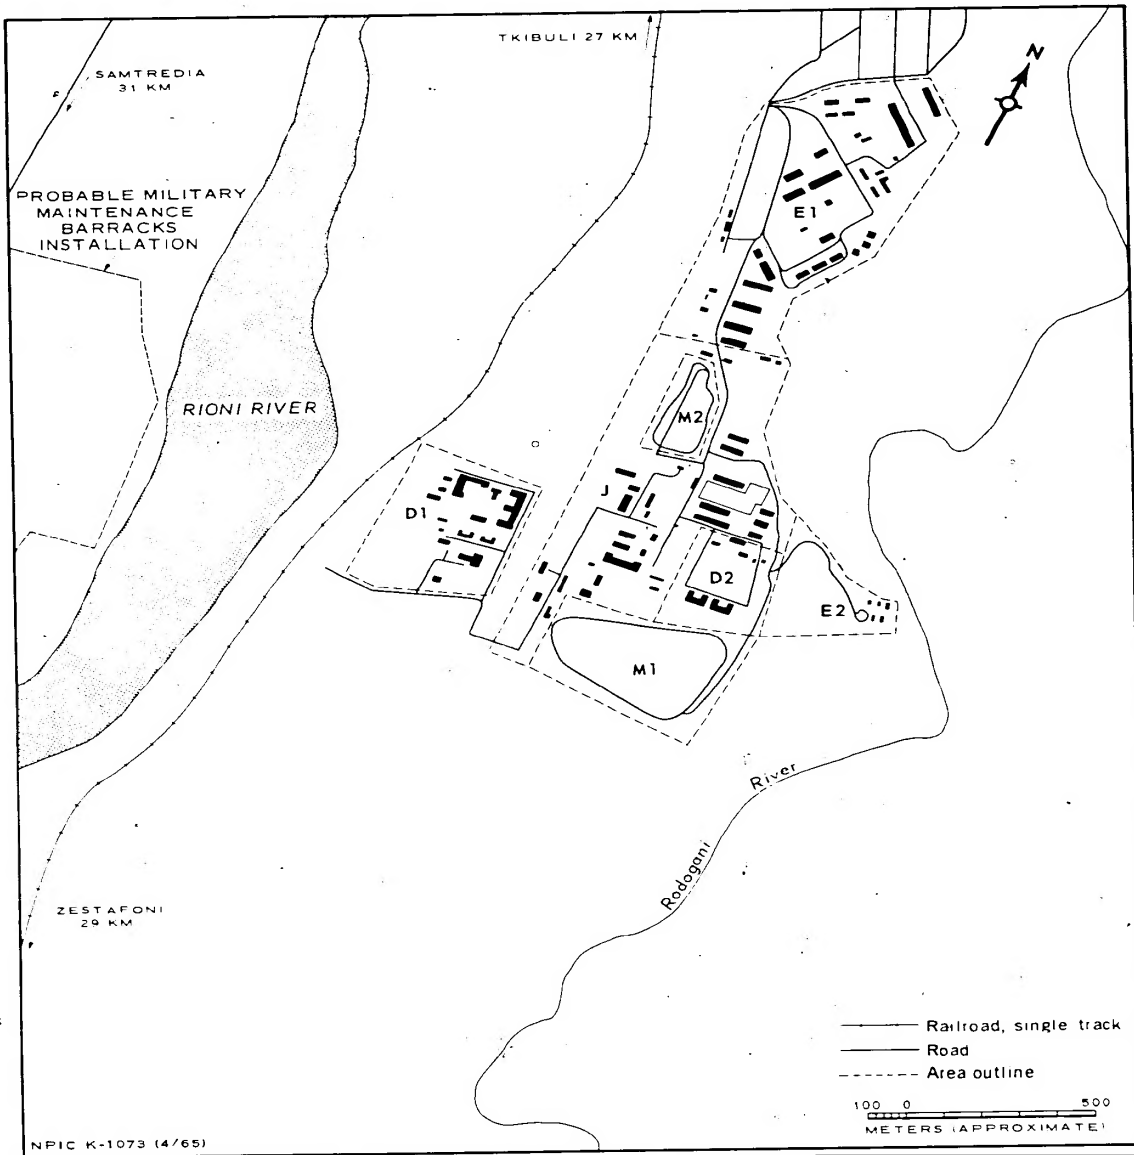 TKIBULI 27 KM
N
SAMTREDIA
31 KM
PROBABLE MILITARY
MAINTENANCE
BARRACKS
INSTALLATION
E1
RIONI RIVER
M2
J
D1
D2
E2
M1
River
Rodogani
ZESTAFONI
29 KM
Railroad, single track
Road
Area outline
100 0 500
METERS (APPROXIMATE)
NPIC K-1073 (4/65)